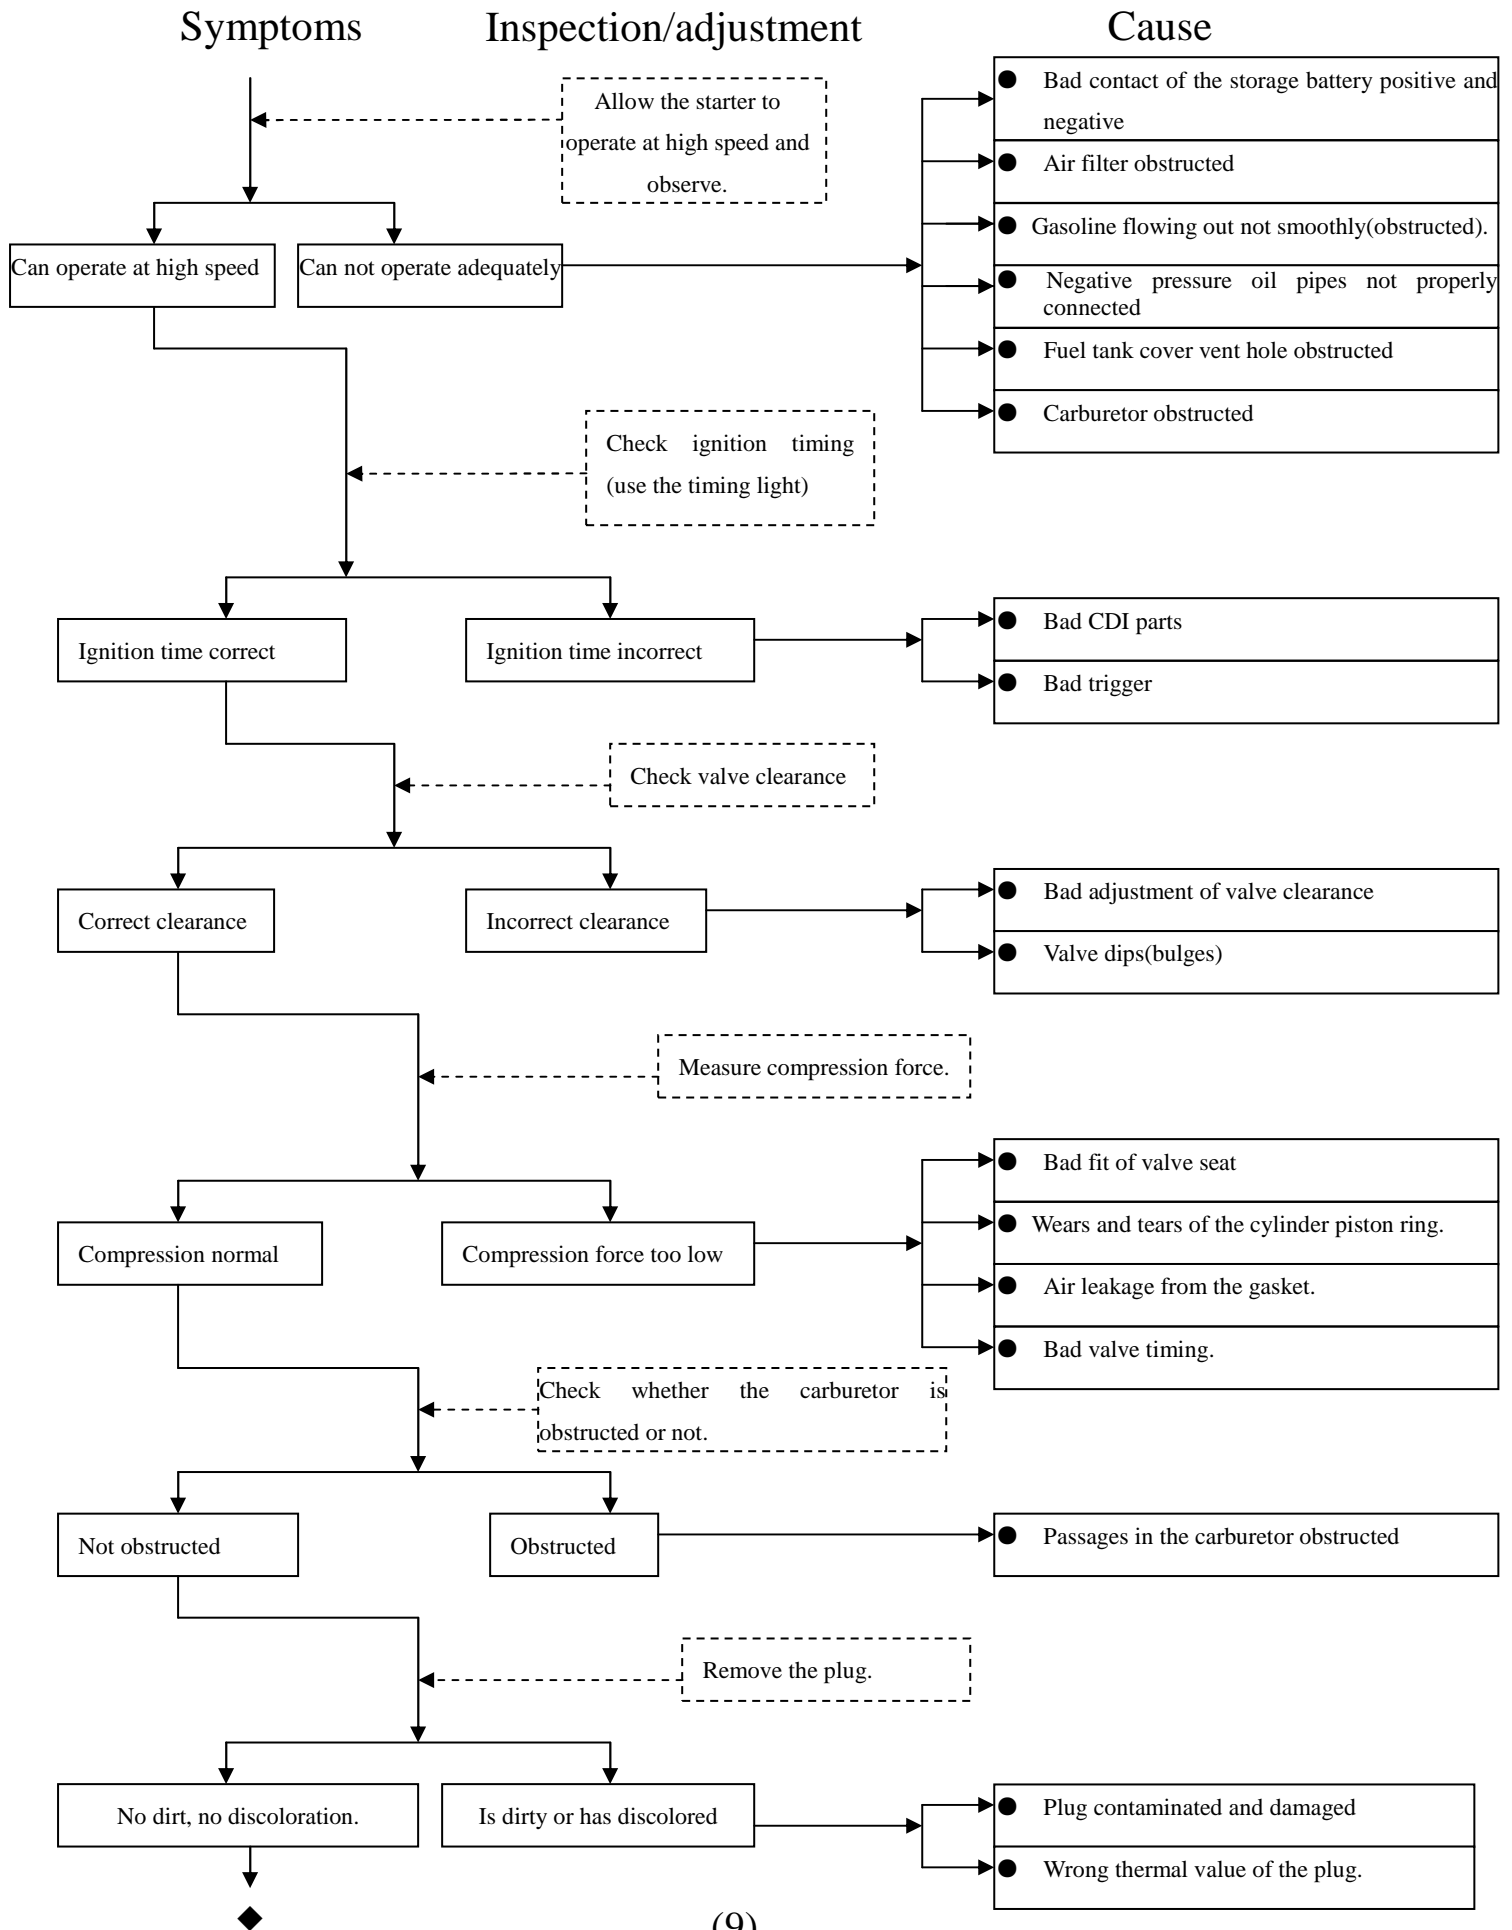 Symptoms Inspection/adjustment Cause
Allow the starter to
operate at high speed and
observe.
● Bad contact of the storage battery positive and
negative
● Air filter obstructed
● Gasoline flowing out not smoothly(obstructed).
Can operate at high speed
Can not operate adequately
● Negative pressure oil pipes not properly
connected
● Fuel tank cover vent hole obstructed
● Carburetor obstructed
Check ignition timing
(use the timing light)
Ignition time correct
Ignition time incorrect
● Bad CDI parts
● Bad trigger
Check valve clearance
Correct clearance
Incorrect clearance
● Bad adjustment of valve clearance
● Valve dips(bulges)
Measure compression force.
Compression normal
Compression force too low
● Bad fit of valve seat
● Wears and tears of the cylinder piston ring.
● Air leakage from the gasket.
● Bad valve timing.
Check whether the carburetor is
obstructed or not.
Not obstructed
Obstructed
● Passages in the carburetor obstructed
Remove the plug.
No dirt, no discoloration.
Is dirty or has discolored
● Plug contaminated and damaged
● Wrong thermal value of the plug.
◆
(9)